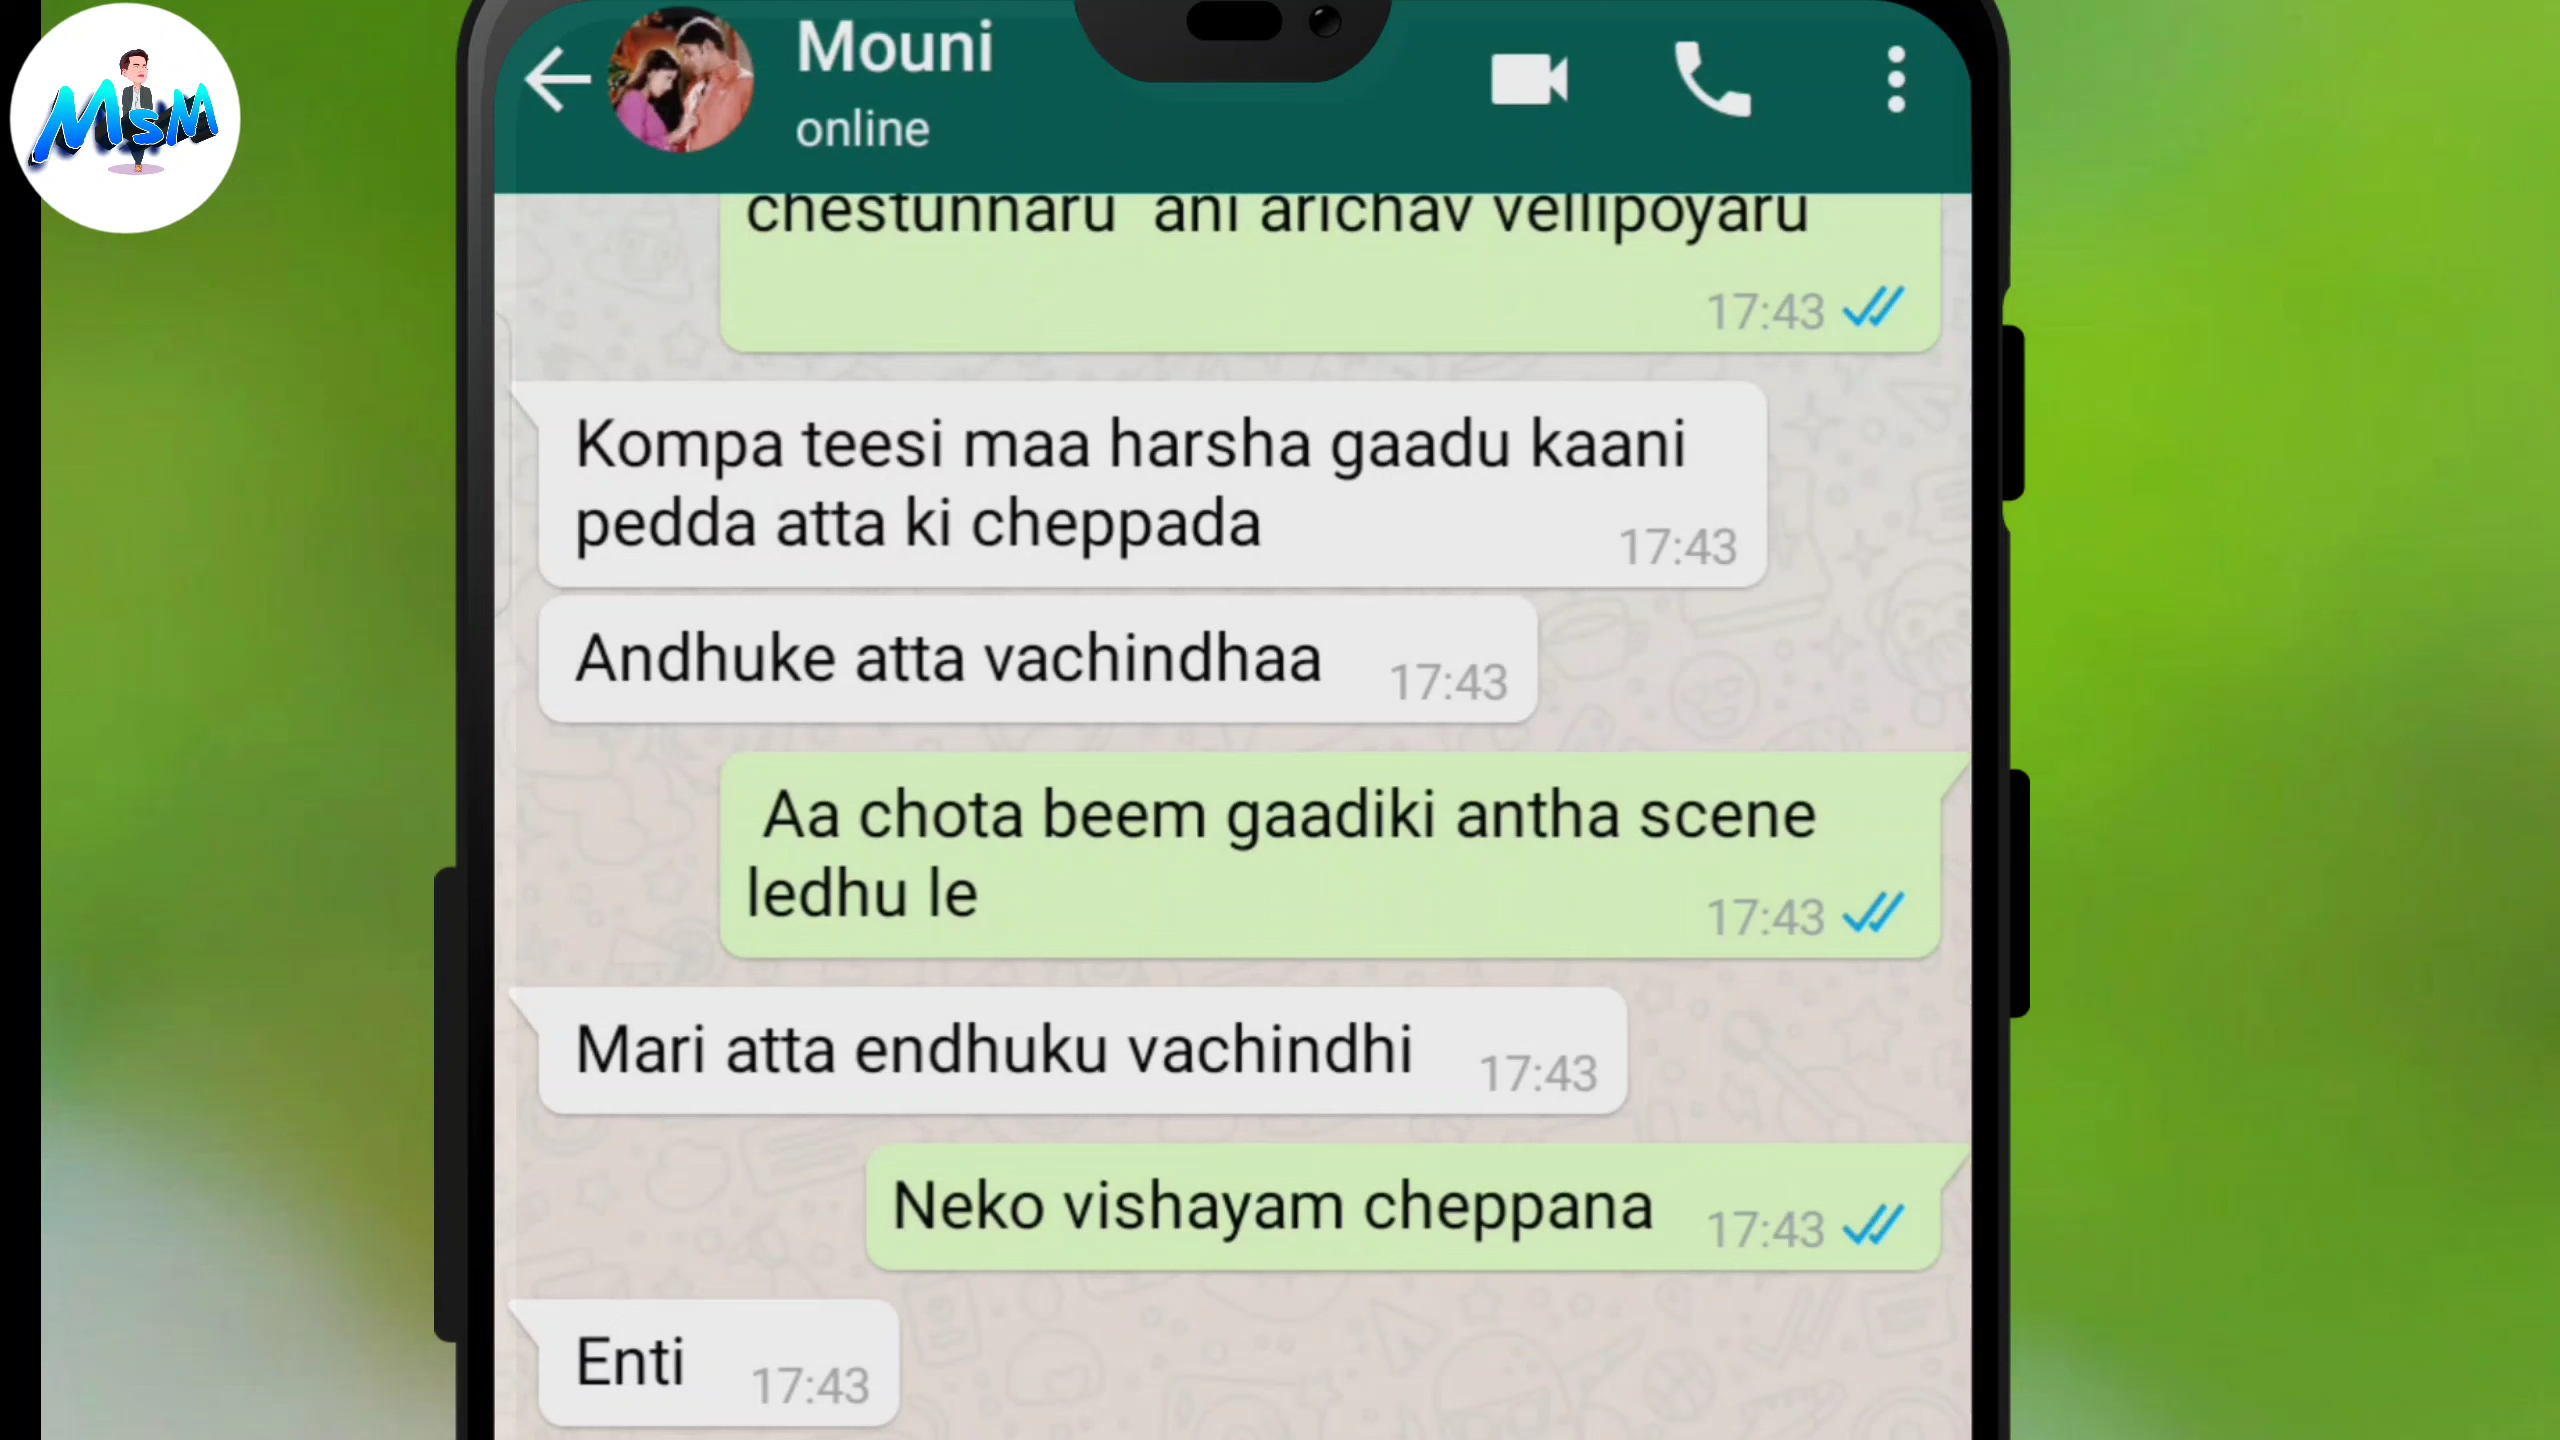 MsM
Mouni
online
chestunnaru ani arichav vellipoyaru
17:43
Kompa teesi maa harsha gaadu kaani
pedda atta ki cheppada
17:43
Andhuke atta vachindhaa 17:43
Aa chota beem gaadiki antha scene
ledhu le
17:43
Mari atta endhuku vachindhi 17:43
Neko vishayam cheppana 17:43
Enti 17:43